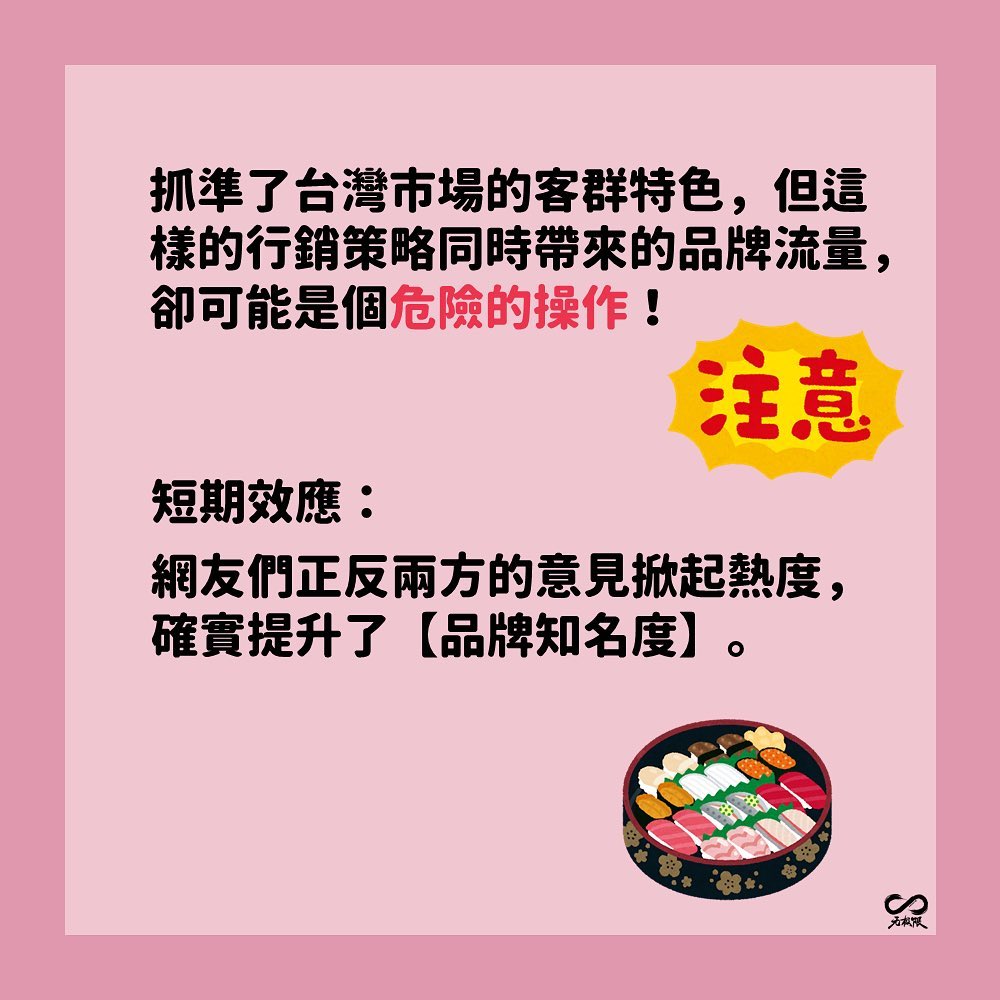 抓準了台灣市場的客群特色，但這
樣的行銷策略同時帶來的品牌流量，
卻可能是個危險的操作！
注意
短期效應：
網友們正反兩方的意見掀起熱度，
確實提升了【品牌知名度】。
无极限